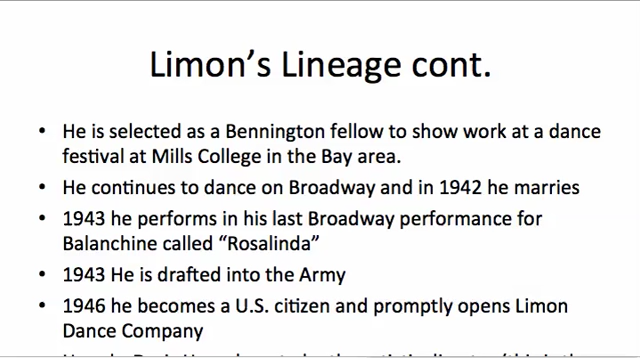 Limon's Lineage cont.
• He is selected as a Bennington fellow to show work at a dance
festival at Mills College in the Bay area.
• He continues to dance on Broadway and in 1942 he marries
• 1943 he performs in his last Broadway performance for
Balanchine called "Rosalinda"
• 1943 He is drafted into the Army
• 1946 he becomes a U.S. citizen and promptly opens Limon
Dance Company